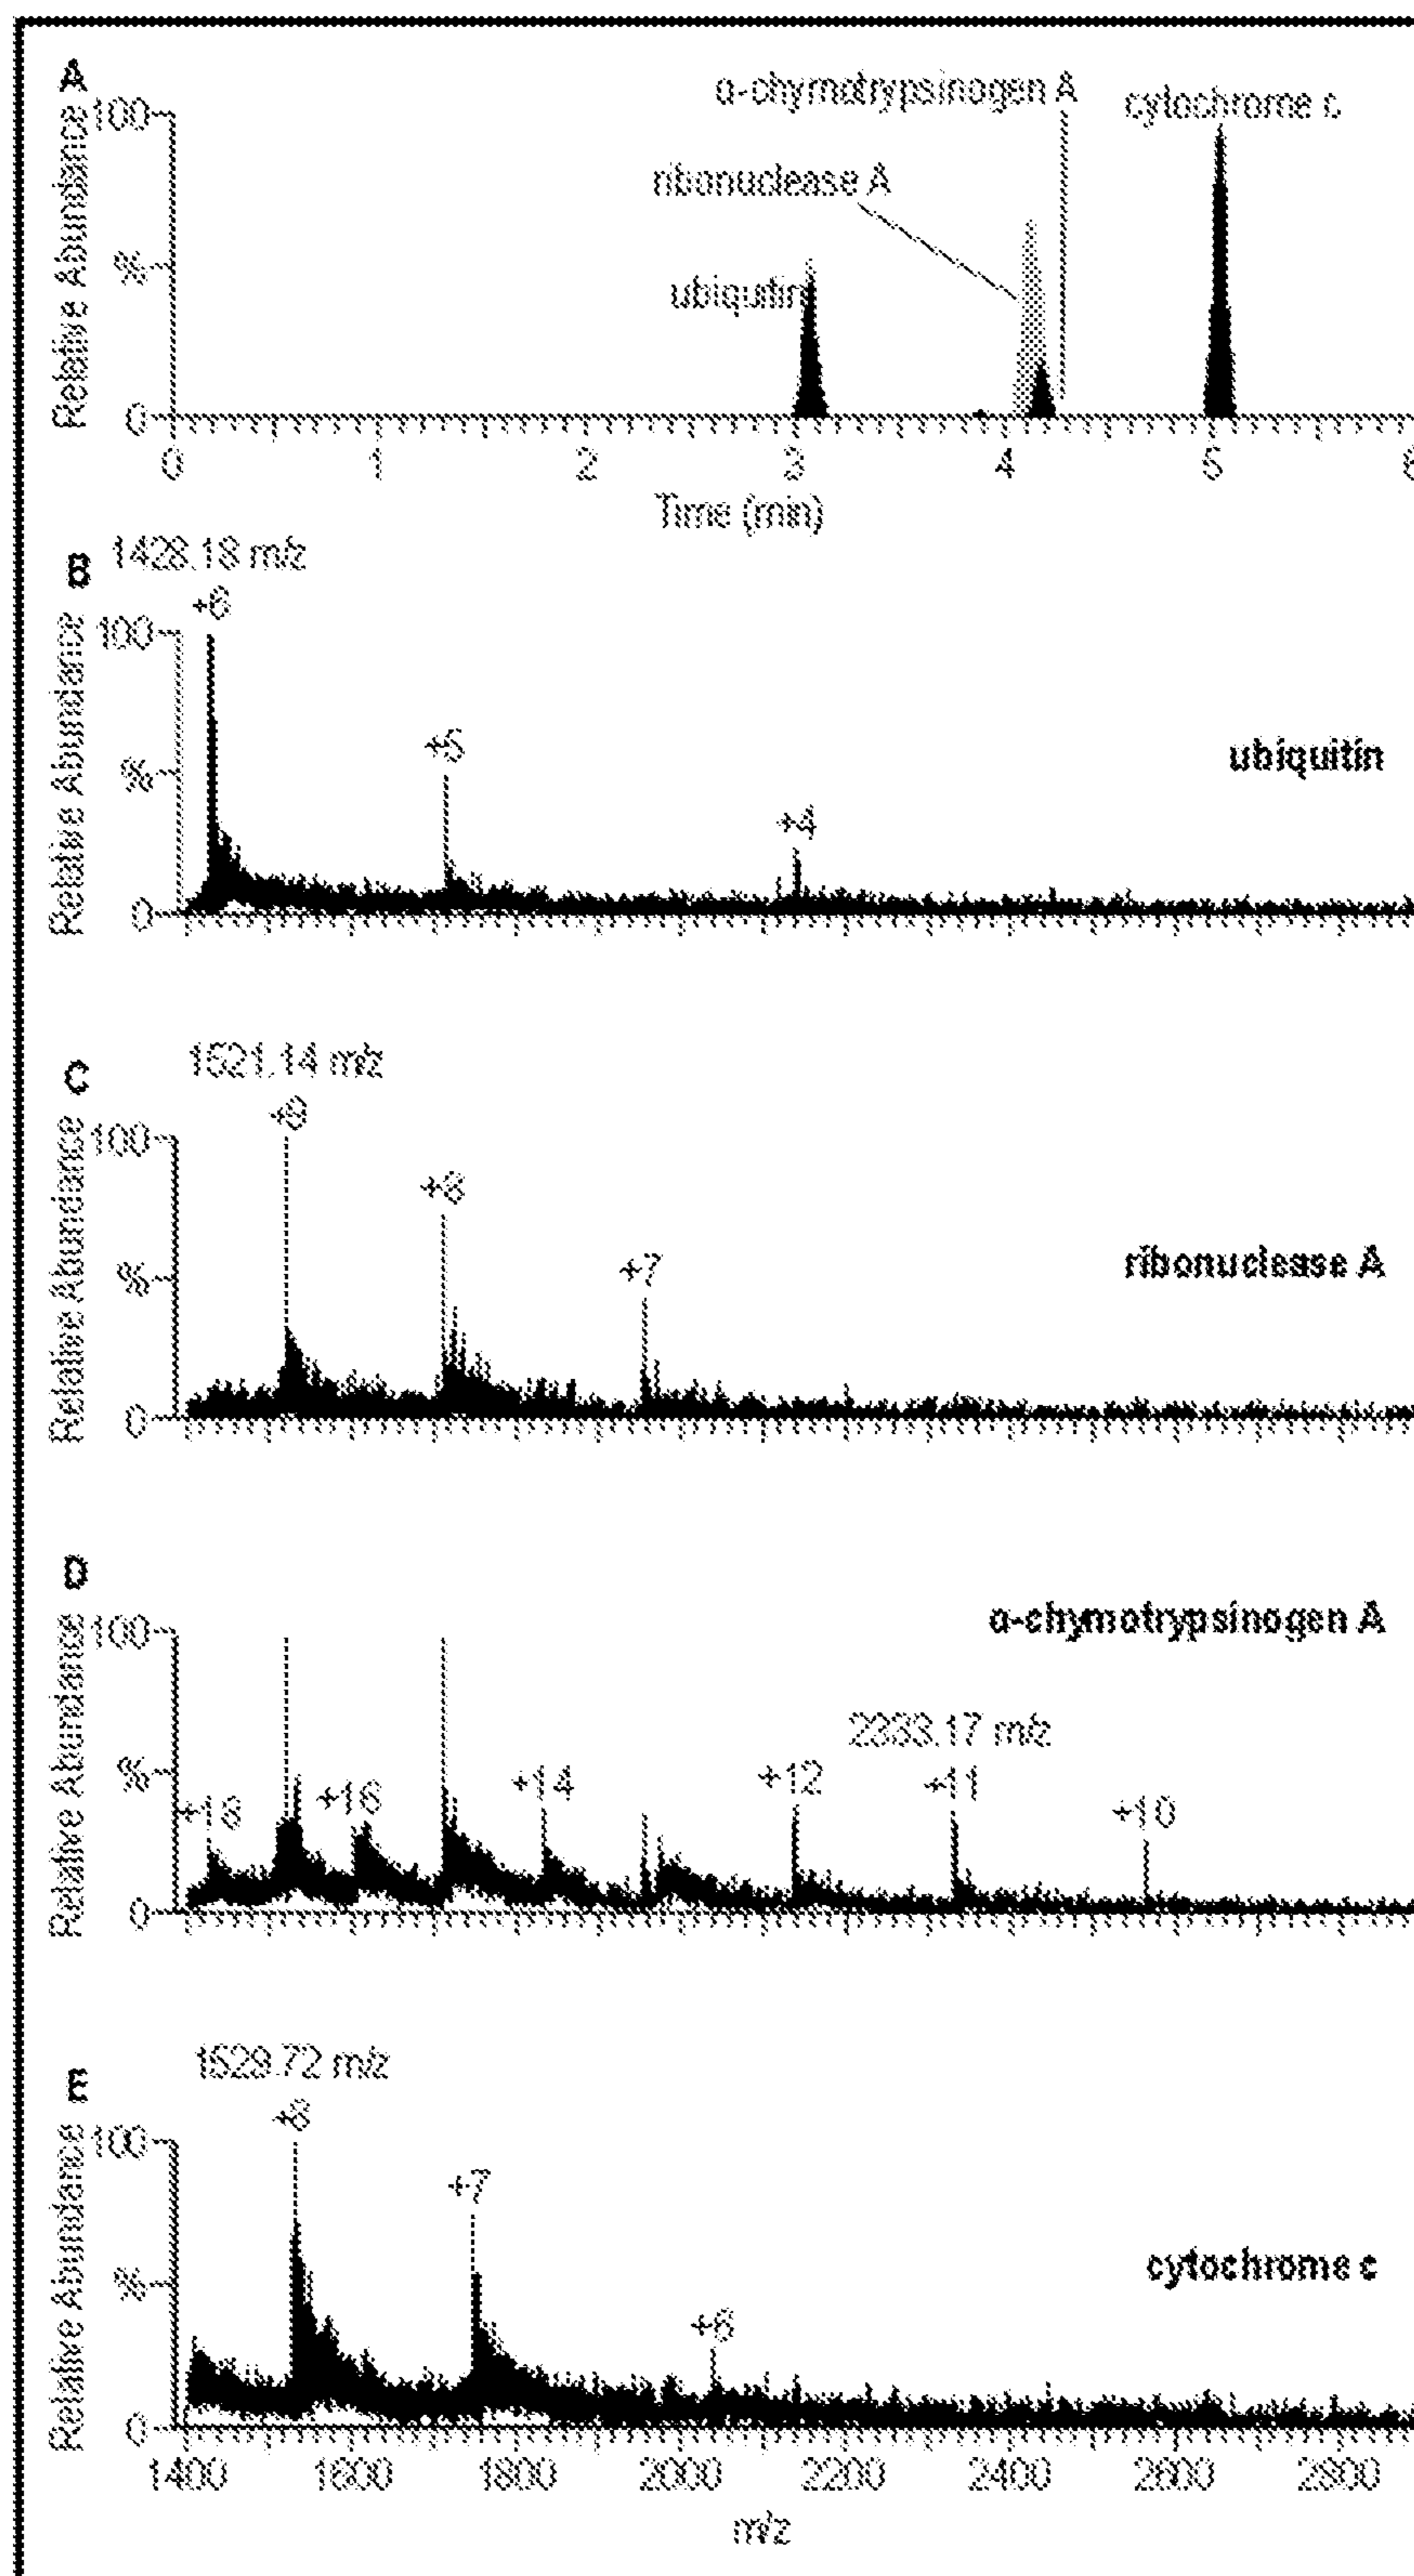 A
α-chymotrypsinogen A
cytochrome c
ribonuclease A
ubiquitin
Relative Abundance
100
%
0
0 1 2 3 4 5 6
Time (min)
B
1428.18 m/z
+6
+5
+4
ubiquitin
Relative Abundance
100
%
0
C
1521.14 m/z
+9
+8
+7
ribonuclease A
Relative Abundance
100
%
0
D
α-chymotrypsinogen A
2333.17 m/z
+18
+16
+14
+12
+11
+10
Relative Abundance
100
%
0
E
1529.72 m/z
+8
+7
+6
cytochrome c
Relative Abundance
100
%
0
1400 1600 1800 2000 2200 2400 2600 2800
m/z